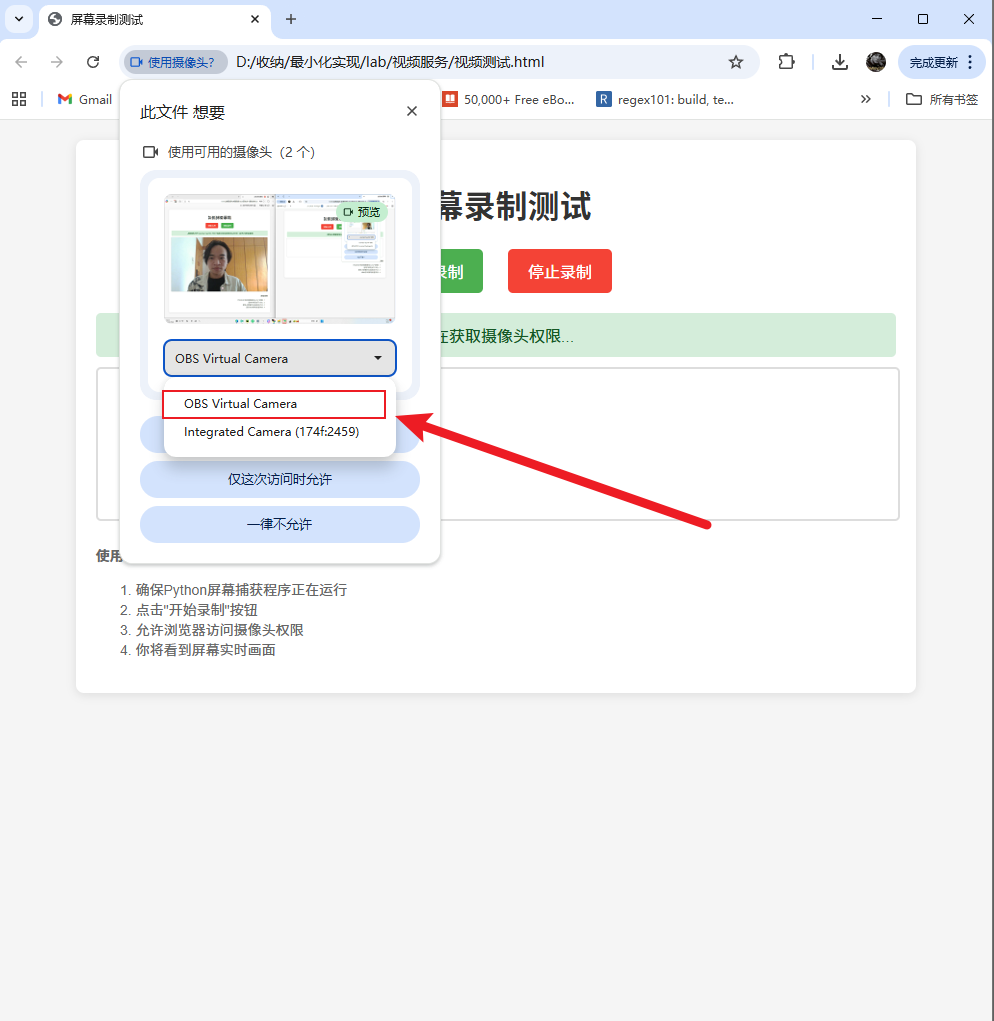 屏幕录制测试
使用摄像头?
D:/收纳/最小化实现/lab/视频服务/视频测试.html
完成更新
Gmail
50,000+ Free eBo...
regex101: build, te...
所有书签
此文件 想要
使用可用的摄像头 (2 个)
预览
OBS Virtual Camera
OBS Virtual Camera
Integrated Camera (174f:2459)
仅这次访问时允许
一律不允许
幕录制测试
录制
停止录制
在获取摄像头权限...
使用
1. 确保Python屏幕捕获程序正在运行
2. 点击"开始录制"按钮
3. 允许浏览器访问摄像头权限
4. 你将看到屏幕实时画面